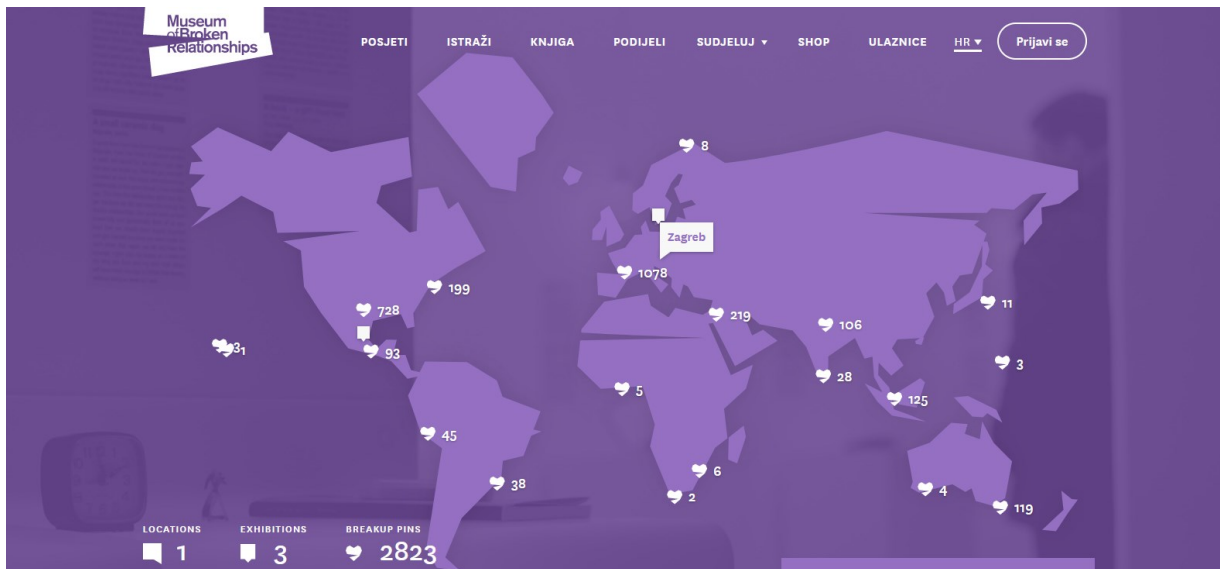 Museum
of Broken
Relationships
POSJETI ISTRAŽI KNJIGA PODIJELI SUDJELUJ SHOP ULAZNICE HR Prijavi se
8
Zagreb
1078
199
728
219
106
11
31
93
3
28
5
125
45
6
38
2
4
119
LOCATIONS EXHIBITIONS BREAKUP PINS
1 3 2823